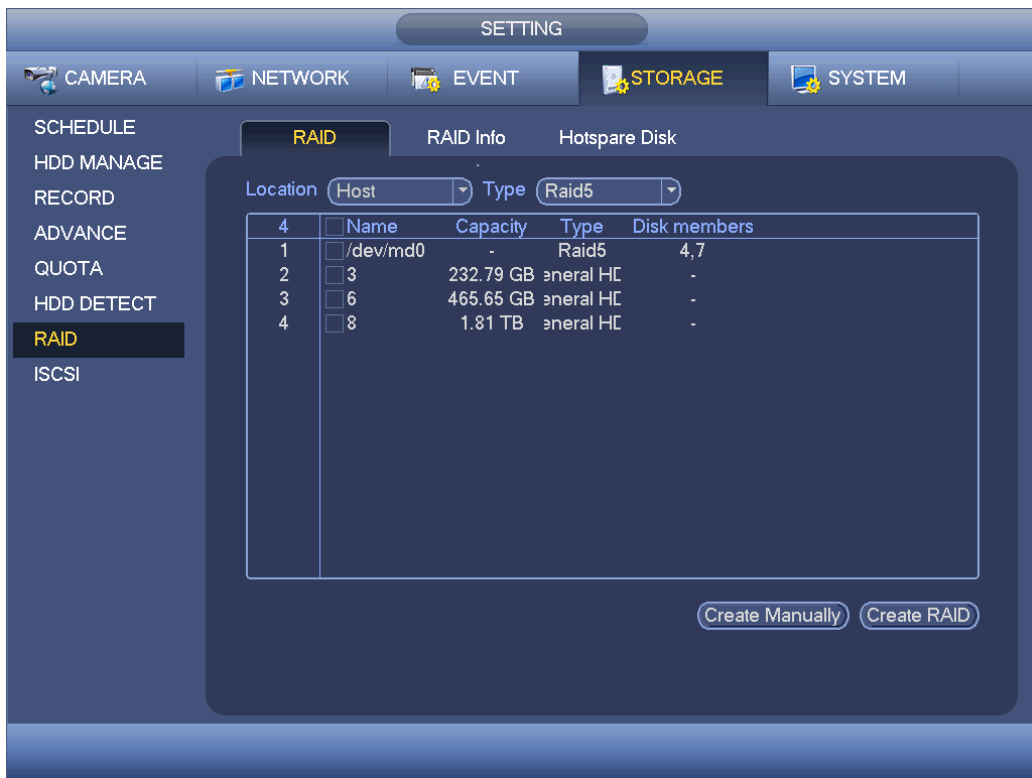 SETTING
CAMERA NETWORK EVENT STORAGE SYSTEM
SCHEDULE
HDD MANAGE
RECORD
ADVANCE
QUOTA
HDD DETECT
RAID
ISCSI
RAID RAID Info Hotspare Disk
Location Host Type Raid5
4 Name Capacity Type Disk members
1 /dev/md0 - Raid5 4,7
2 3 232.79 GB eneral HD -
3 6 465.65 GB eneral HD -
4 8 1.81 TB eneral HD -
Create Manually Create RAID